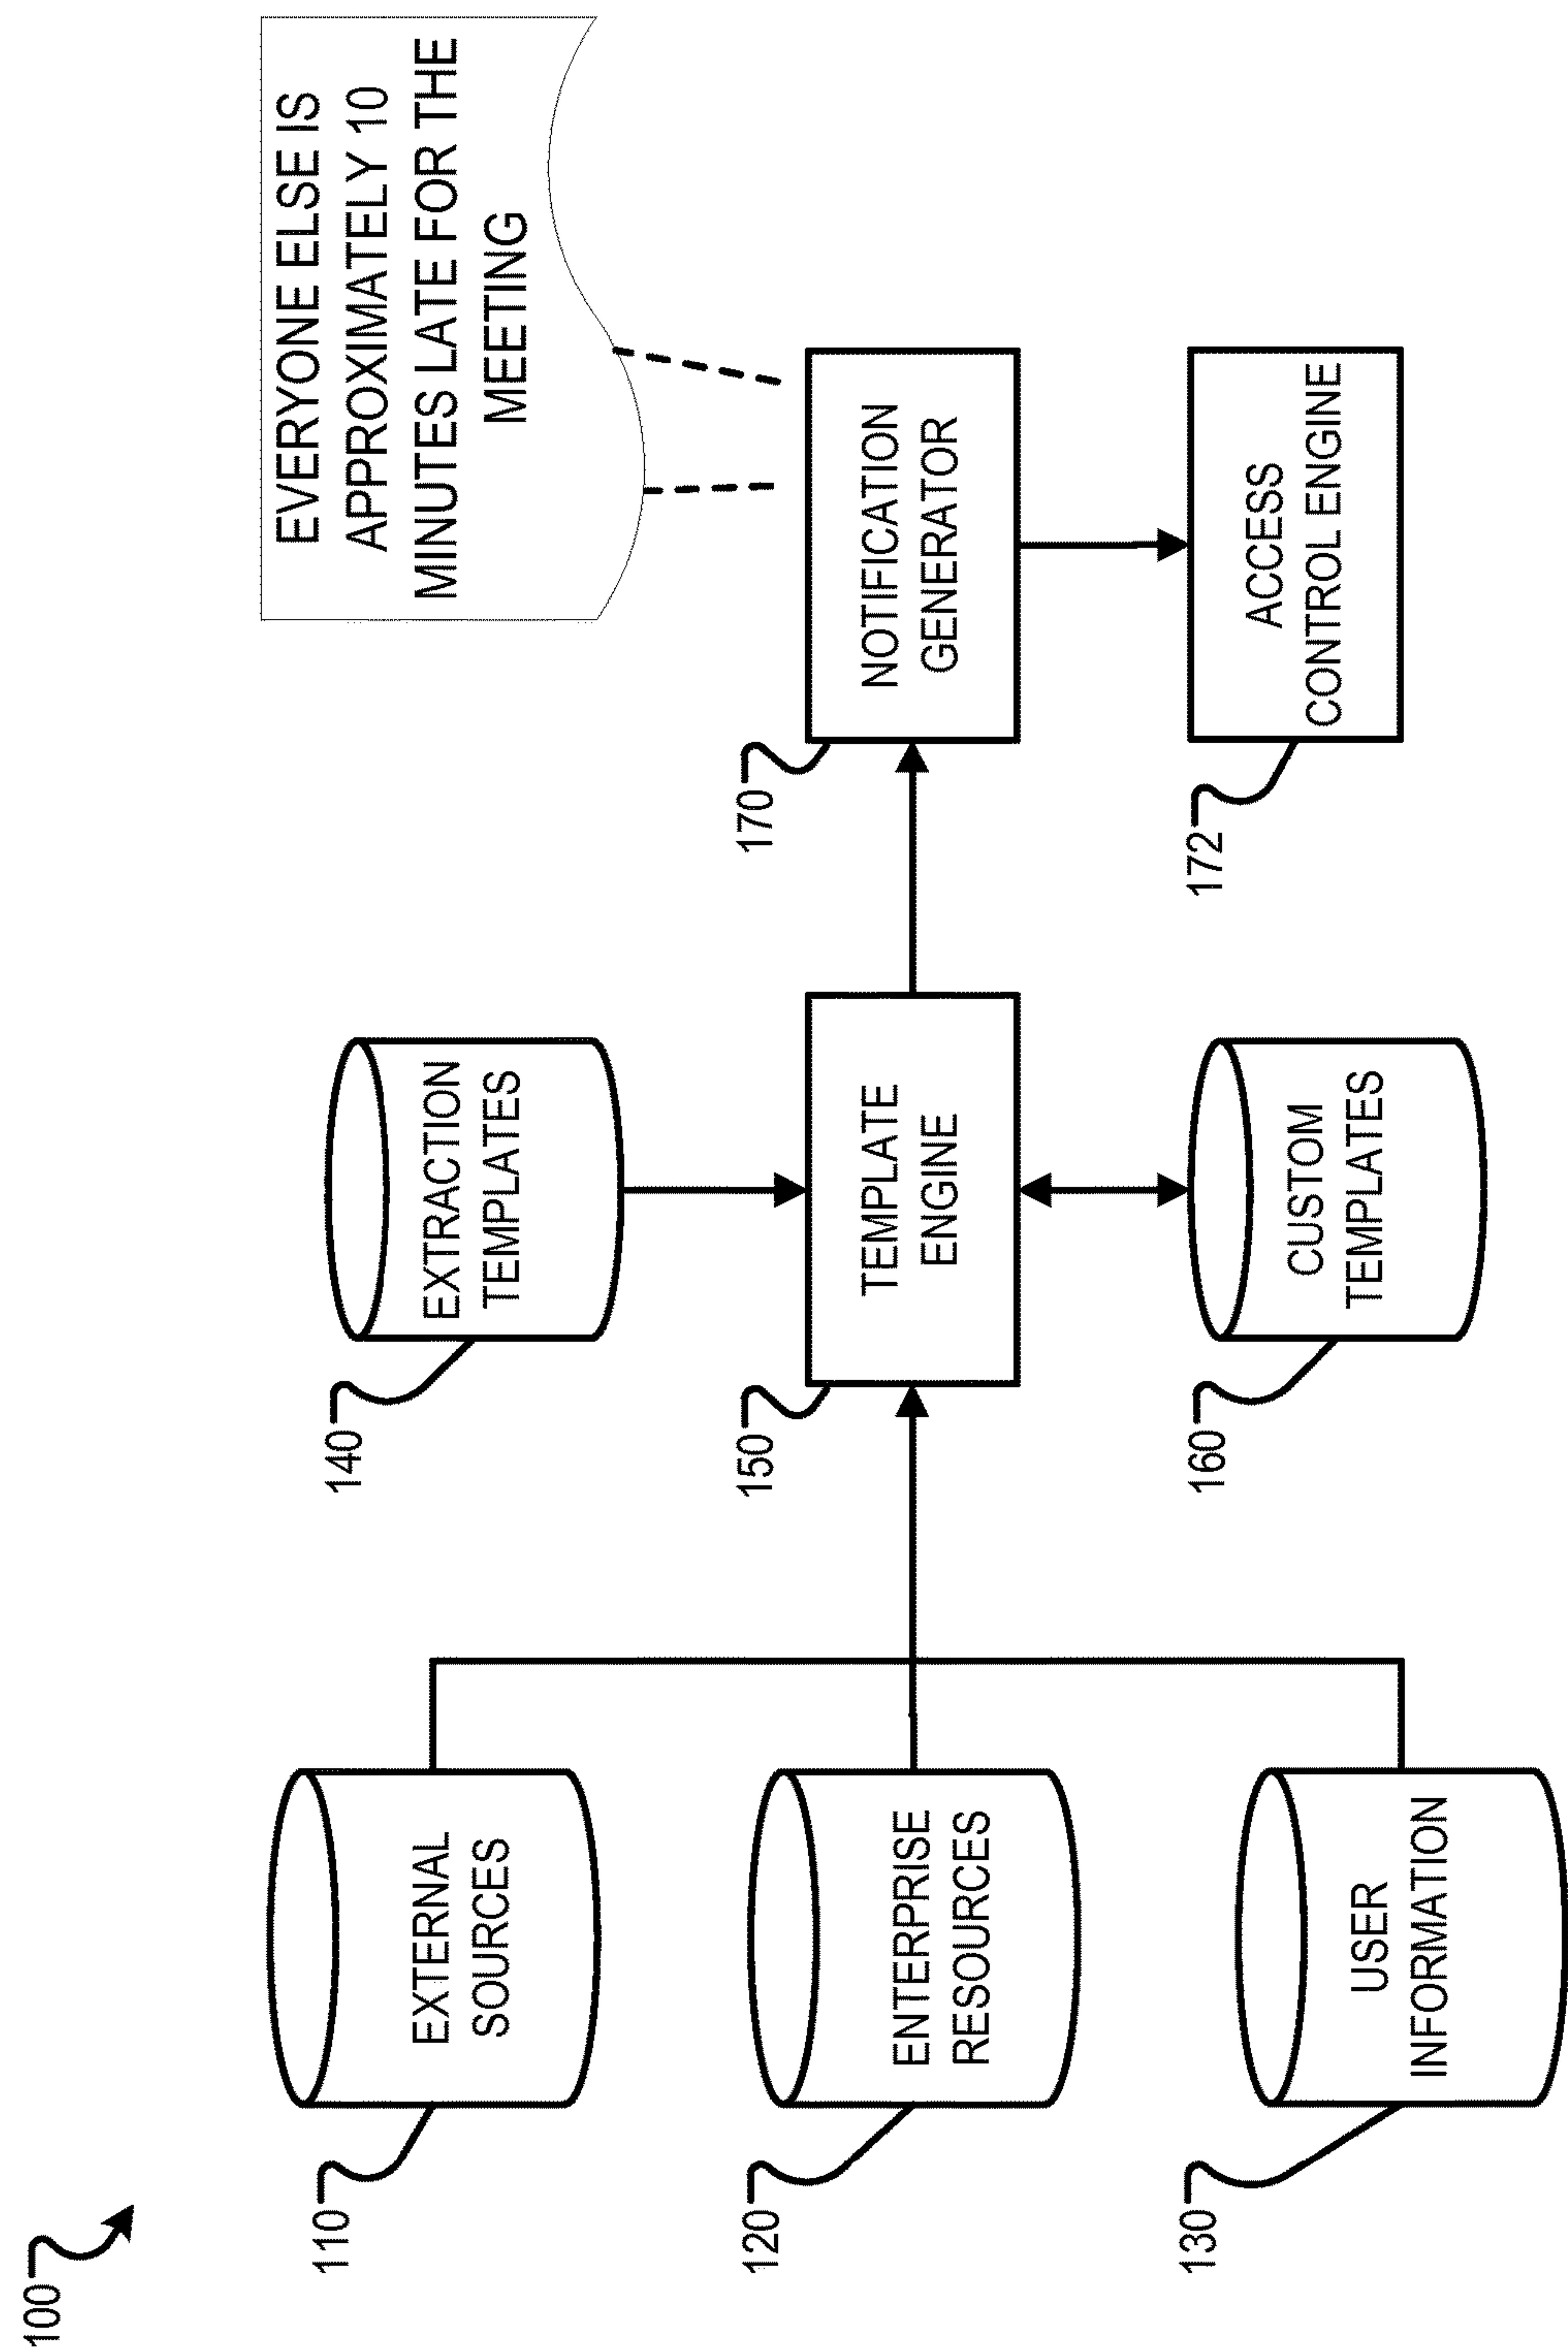 100
EVERYONE ELSE IS
APPROXIMATELY 10
MINUTES LATE FOR THE
MEETING
110
EXTERNAL
SOURCES
140
EXTRACTION
TEMPLATES
120
ENTERPRISE
RESOURCES
150
TEMPLATE
ENGINE
170
NOTIFICATION
GENERATOR
130
USER
INFORMATION
160
CUSTOM
TEMPLATES
172
ACCESS
CONTROL ENGINE